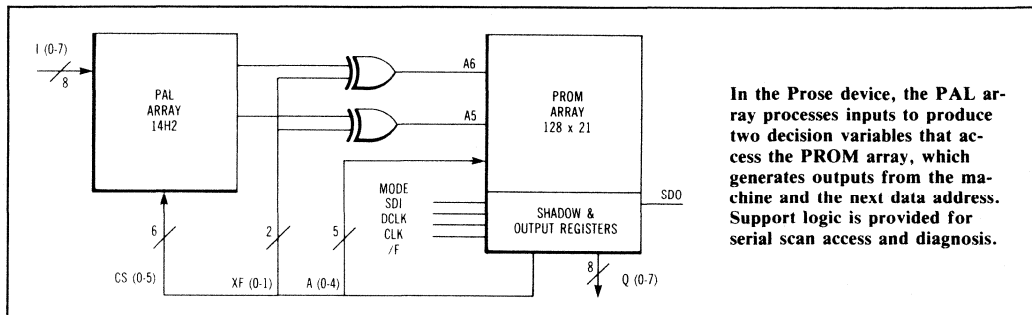 I (0-7)
8
PAL
ARRAY
14H2
A6
A5
PROM
ARRAY
128 x 21
MODE
SDI
DCLK
CLK
/F
SHADOW &
OUTPUT REGISTERS
SDO
6
2
5
8
CS (0-5)
XF (0-1)
A (0-4)
Q (0-7)
In the Prose device, the PAL ar-
ray processes inputs to produce
two decision variables that ac-
cess the PROM array, which
generates outputs from the ma-
chine and the next data address.
Support logic is provided for
serial scan access and diagnosis.